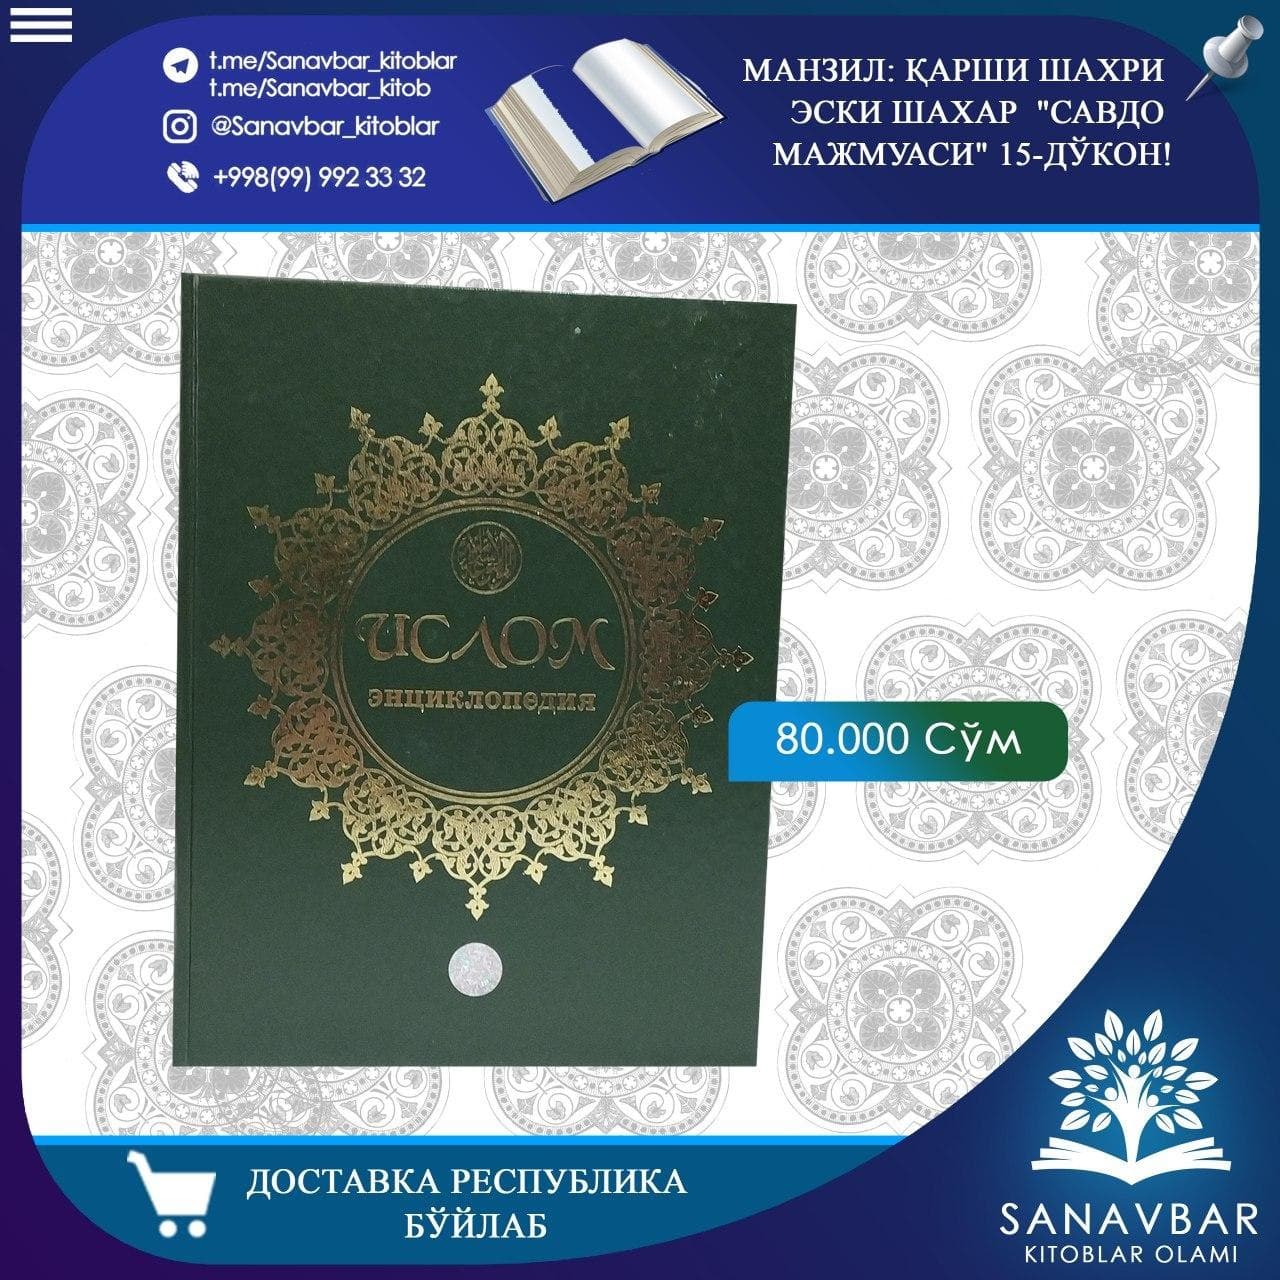 t.me/Sanavbar_kitoblar
t.me/Sanavbar_kitob
@Sanavbar_kitoblar
+998(99) 992 33 32
МАНЗИЛ: ҚАРШИ ШАХРИ
ЭСКИ ШАХАР "САВДО
МАЖМУАСИ" 15-ДЎКОН!
ИСЛОМ
энциклопедия
80.000 Сўм
ДОСТАВКА РЕСПУБЛИКА
БЎЙЛАБ
SANAVBAR
KITOBLAR OLAMI